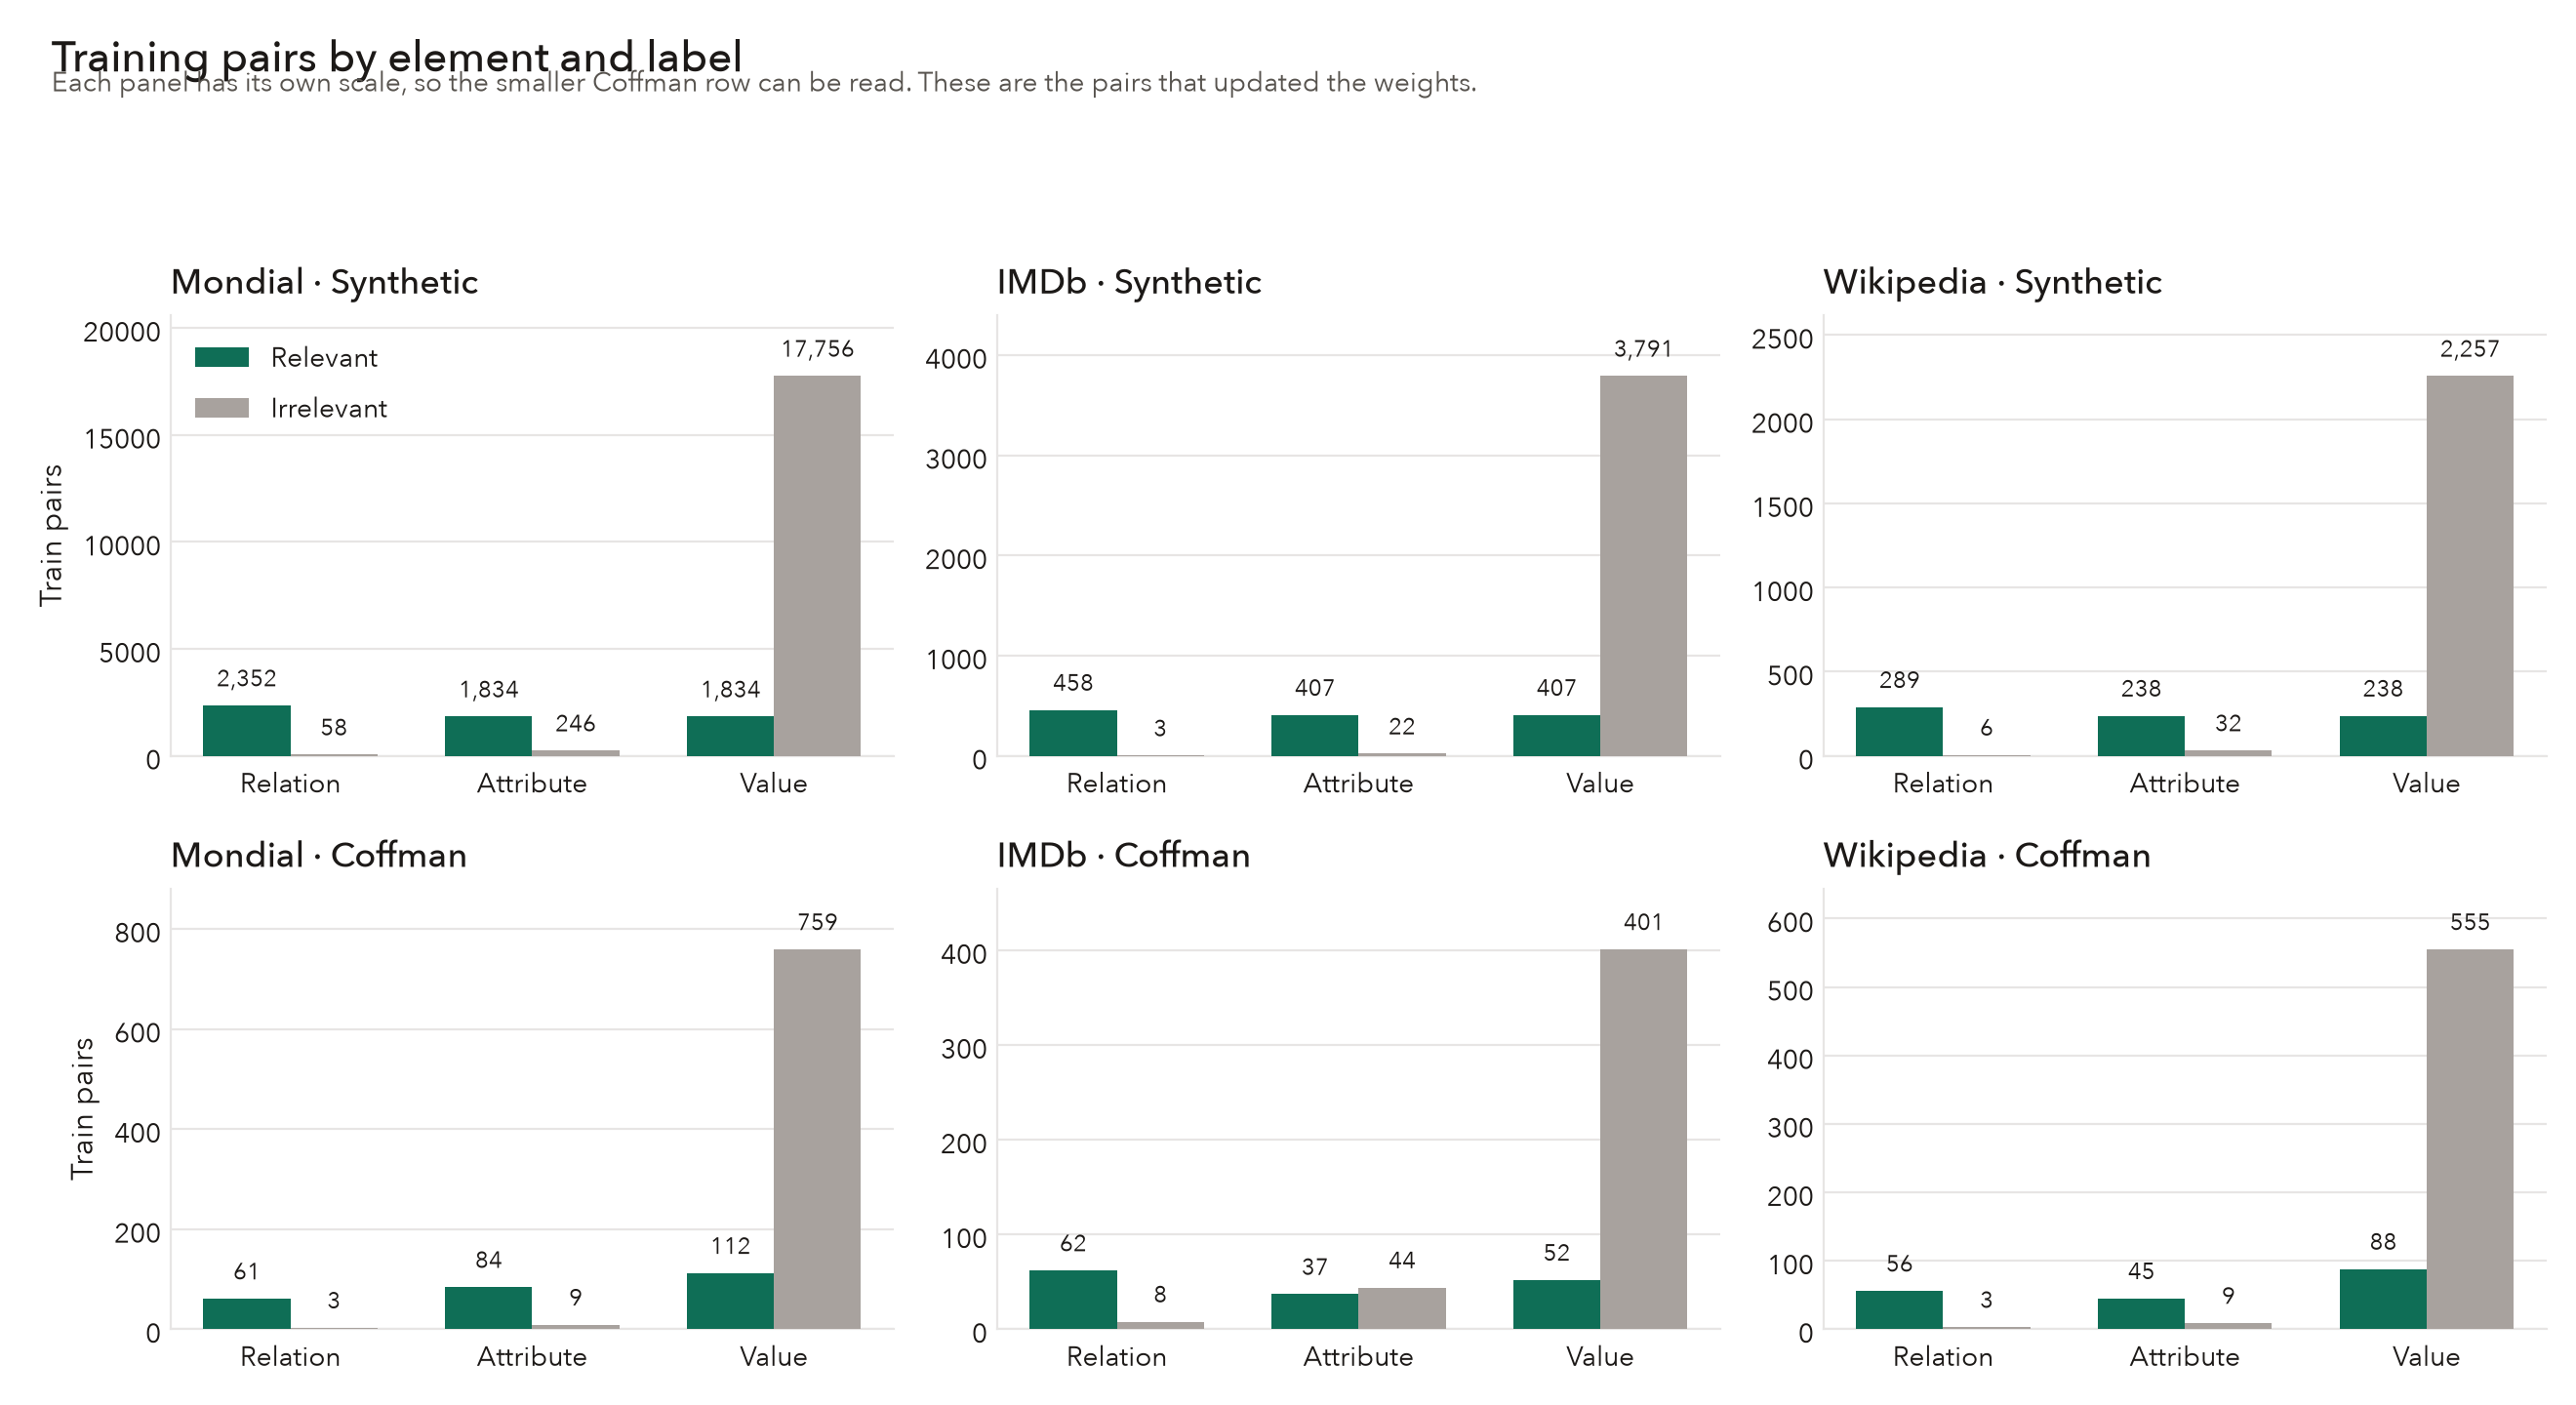 Training pairs by element and label
Each panel has its own scale, so the smaller Coffman row can be read. These are the pairs that updated the weights.
Mondial · Synthetic
Train pairs
20000
15000
10000
5000
0
Relevant
Irrelevant
2,352
58
1,834
246
1,834
17,756
Relation
Attribute
Value
IMDb · Synthetic
4000
3000
2000
1000
0
458
3
407
22
407
3,791
Relation
Attribute
Value
Wikipedia · Synthetic
2500
2000
1500
1000
500
0
289
6
238
32
238
2,257
Relation
Attribute
Value
Mondial · Coffman
Train pairs
800
600
400
200
0
61
3
84
9
112
759
Relation
Attribute
Value
IMDb · Coffman
400
300
200
100
0
62
8
37
44
52
401
Relation
Attribute
Value
Wikipedia · Coffman
600
500
400
300
200
100
0
56
3
45
9
88
555
Relation
Attribute
Value